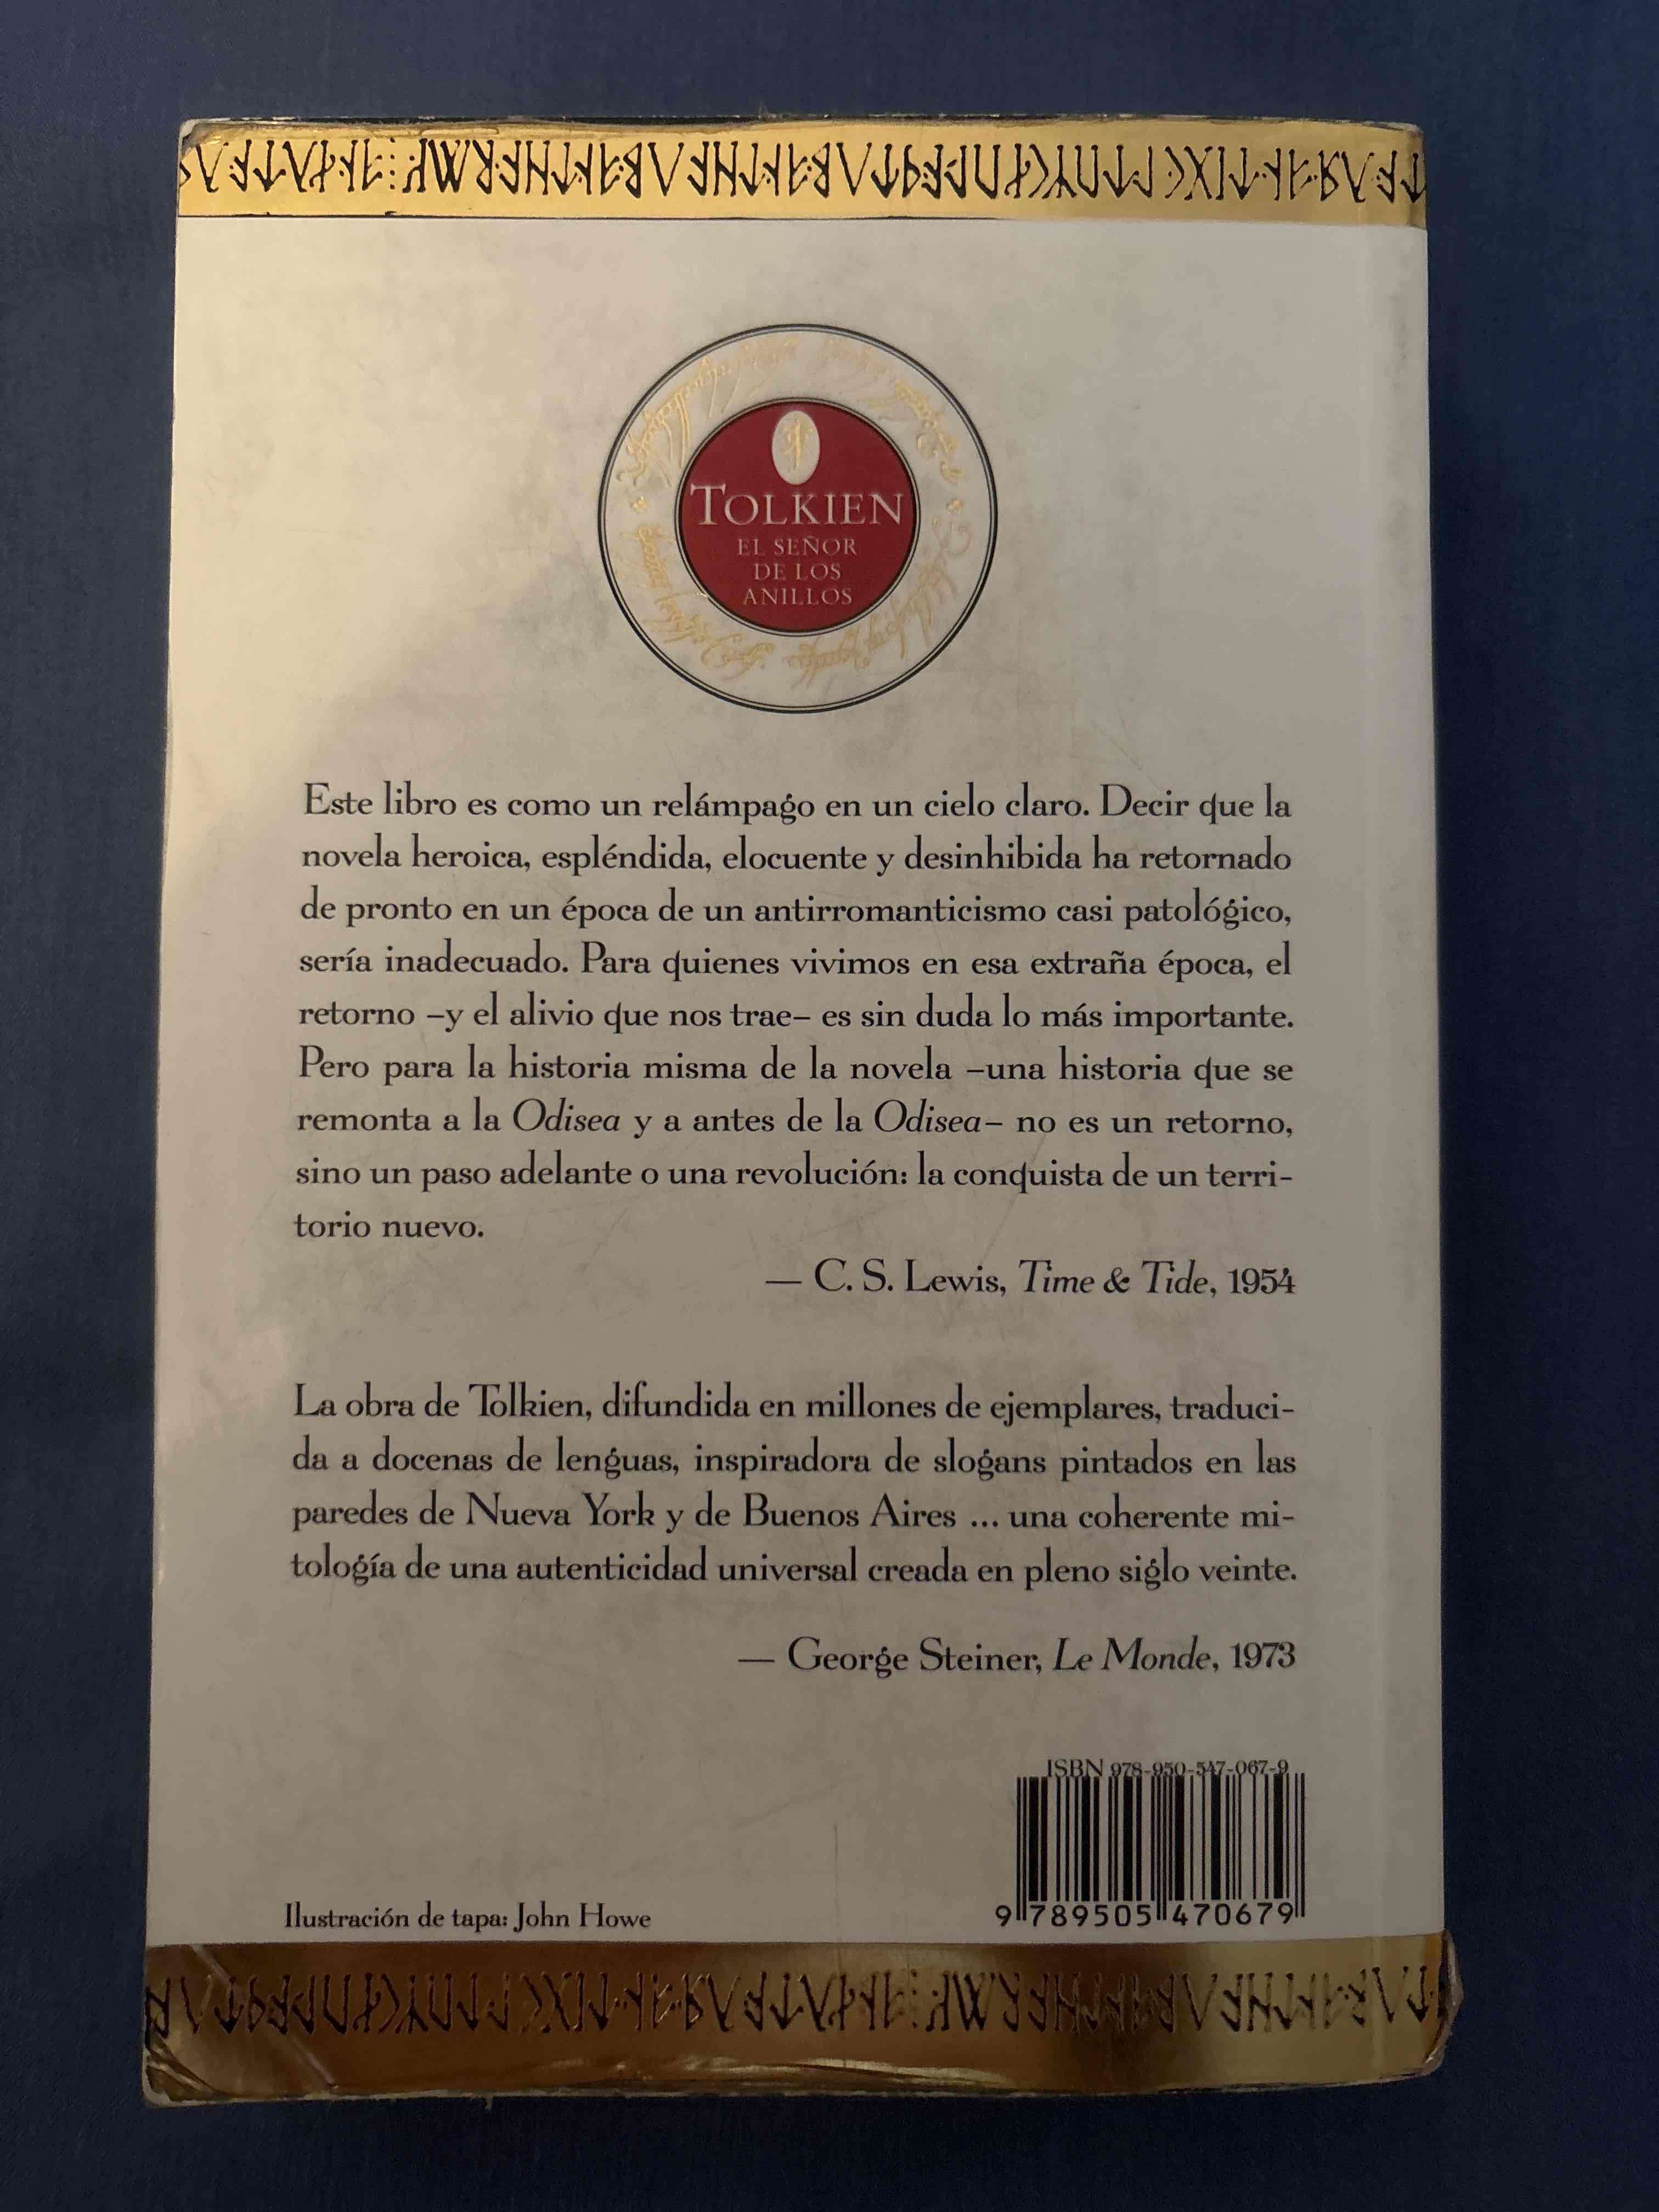 TOLKIEN
EL SEÑOR
DE LOS
ANILLOS
Este libro es como un relámpago en un cielo claro. Decir que la
novela heroica, espléndida, elocuente y desinhibida ha retornado
de pronto en un época de un antirromanticismo casi patológico,
sería inadecuado. Para quienes vivimos en esa extraña época, el
retorno –y el alivio que nos trae– es sin duda lo más importante.
Pero para la historia misma de la novela –una historia que se
remonta a la Odisea y a antes de la Odisea– no es un retorno,
sino un paso adelante o una revolución: la conquista de un terri-
torio nuevo.
— C. S. Lewis, Time & Tide, 1954
La obra de Tolkien, difundida en millones de ejemplares, traduci-
da a docenas de lenguas, inspiradora de slogans pintados en las
paredes de Nueva York y de Buenos Aires ... una coherente mi-
tología de una autenticidad universal creada en pleno siglo veinte.
— George Steiner, Le Monde, 1973
ISBN 978-950-547-067-9
9 789505 470679
Ilustración de tapa: John Howe